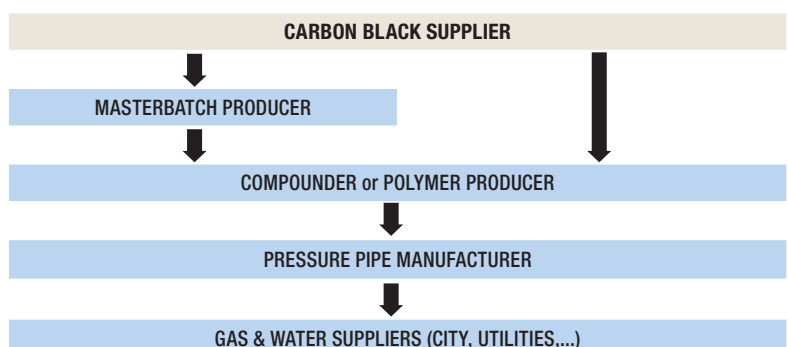 CARBON BLACK SUPPLIER
MASTERBATCH PRODUCER
COMPOUNDER or POLYMER PRODUCER
PRESSURE PIPE MANUFACTURER
GAS & WATER SUPPLIERS (CITY, UTILITIES,...)